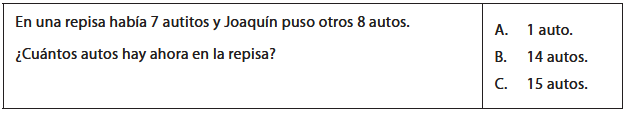 En una repisa había 7 autitos y Joaquín puso otros 8 autos.
¿Cuántos autos hay ahora en la repisa?
A. 1 auto.
B. 14 autos.
C. 15 autos.